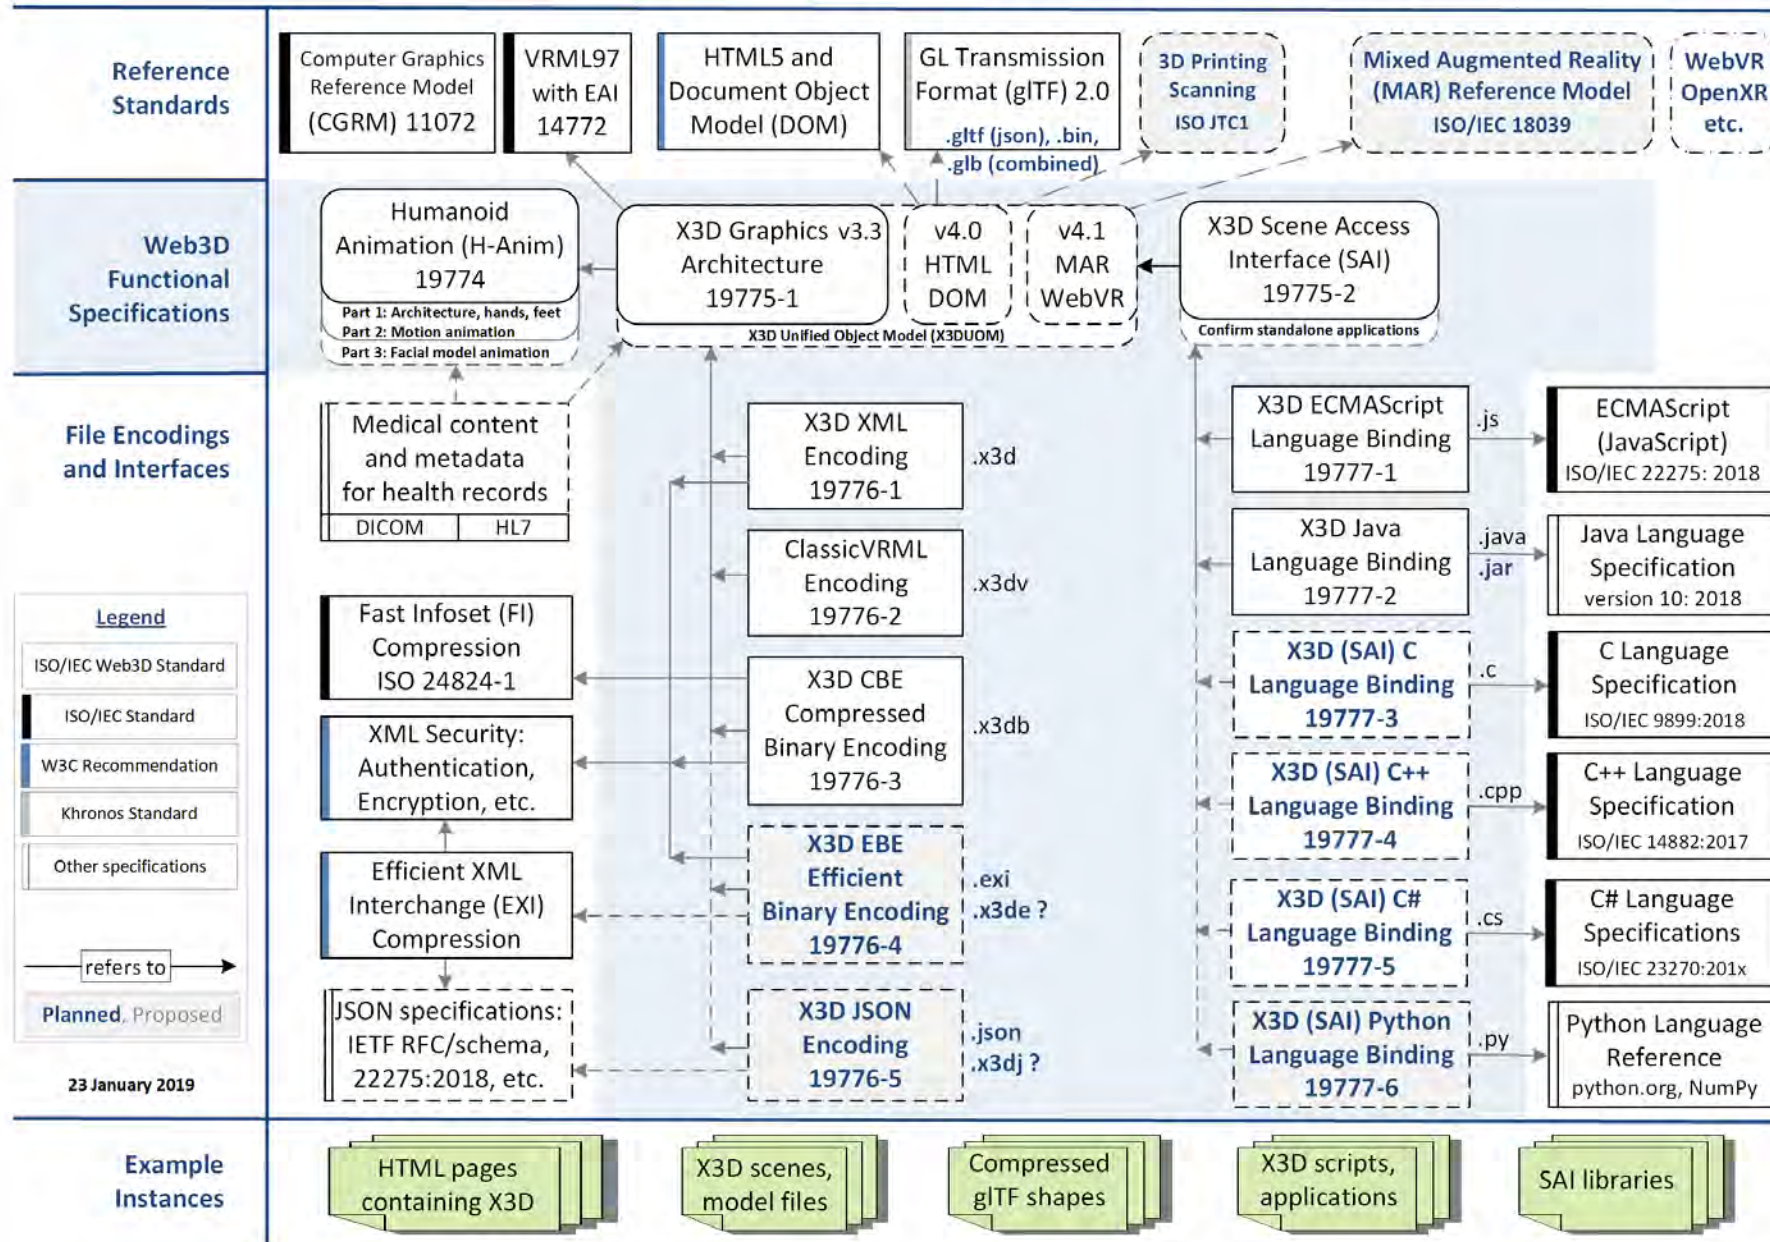 Reference
Standards
Computer Graphics
Reference Model
(CGRM) 11072
VRML97
with EAI
14772
HTML5 and
Document Object
Model (DOM)
GL Transmission
Format (glTF) 2.0
.gltf (json), .bin,
.glb (combined)
3D Printing
Scanning
ISO JTC1
Mixed Augmented Reality
(MAR) Reference Model
ISO/IEC 18039
WebVR
OpenXR
etc.
Web3D
Functional
Specifications
Humanoid
Animation (H-Anim)
19774
Part 1: Architecture, hands, feet
Part 2: Motion animation
Part 3: Facial model animation
X3D Graphics v3.3
Architecture
19775-1
v4.0
HTML
DOM
v4.1
MAR
WebVR
X3D Unified Object Model (X3DUOM)
X3D Scene Access
Interface (SAI)
19775-2
Confirm standalone applications
File Encodings
and Interfaces
Medical content
and metadata
for health records
DICOM
HL7
Fast Infoset (FI)
Compression
ISO 24824-1
XML Security:
Authentication,
Encryption, etc.
Efficient XML
Interchange (EXI)
Compression
JSON specifications:
IETF RFC/schema,
22275:2018, etc.
X3D XML
Encoding
19776-1
.x3d
ClassicVRML
Encoding
19776-2
.x3dv
X3D CBE
Compressed
Binary Encoding
19776-3
.x3db
X3D EBE
Efficient
Binary Encoding
19776-4
.exi
.x3de ?
X3D JSON
Encoding
19776-5
.json
.x3dj ?
X3D ECMAScript
Language Binding
19777-1
.js
ECMAScript
(JavaScript)
ISO/IEC 22275: 2018
X3D Java
Language Binding
19777-2
.java
.jar
Java Language
Specification
version 10: 2018
X3D (SAI) C
Language Binding
19777-3
.c
C Language
Specification
ISO/IEC 9899:2018
X3D (SAI) C++
Language Binding
19777-4
.cpp
C++ Language
Specification
ISO/IEC 14882:2017
X3D (SAI) C#
Language Binding
19777-5
.cs
C# Language
Specifications
ISO/IEC 23270:201x
X3D (SAI) Python
Language Binding
19777-6
.py
Python Language
Reference
python.org, NumPy
Legend
ISO/IEC Web3D Standard
ISO/IEC Standard
W3C Recommendation
Khronos Standard
Other specifications
refers to
Planned, Proposed
23 January 2019
Example
Instances
HTML pages
containing X3D
X3D scenes,
model files
Compressed
glTF shapes
X3D scripts,
applications
SAI libraries